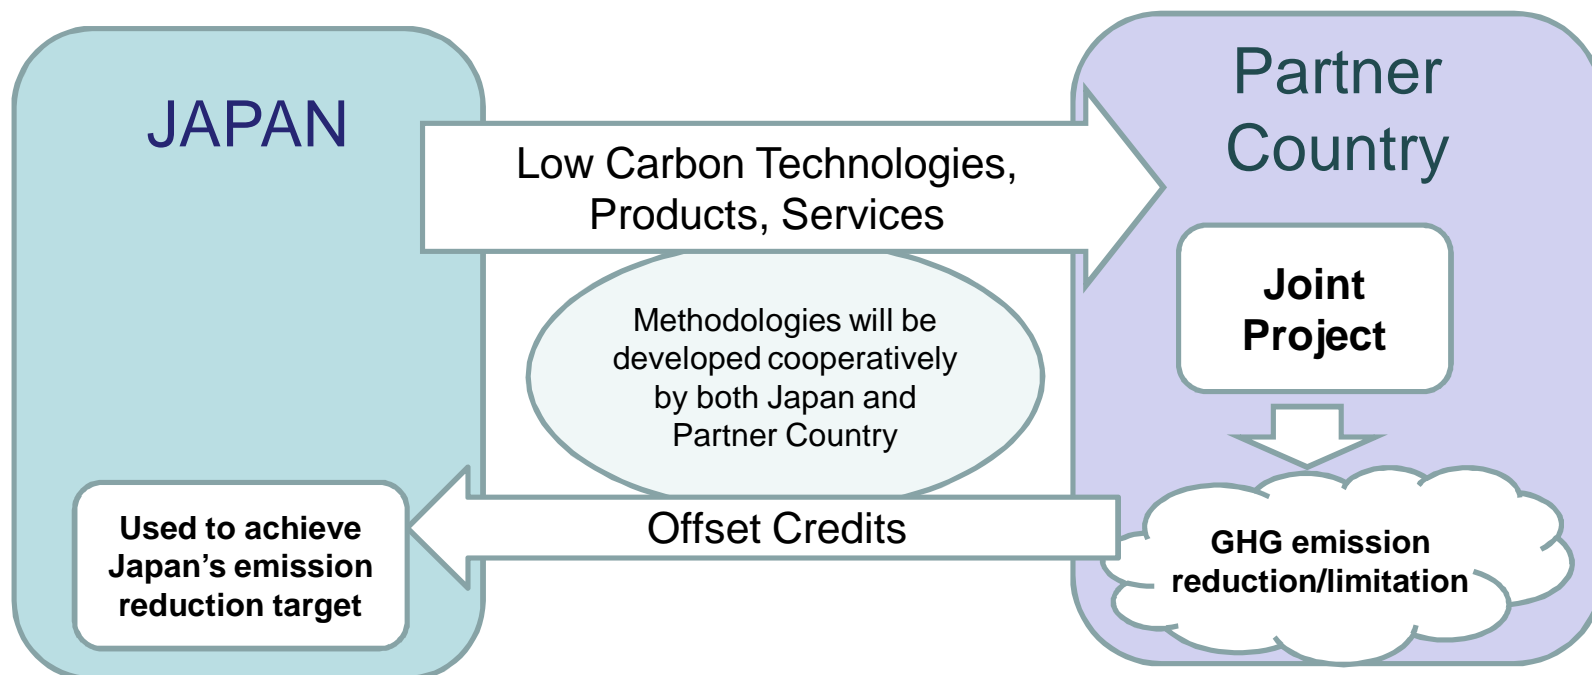 JAPAN
Low Carbon Technologies,
Products, Services
Partner
Country
Joint
Project
Methodologies will be
developed cooperatively
by both Japan and
Partner Country
Used to achieve
Japan’s emission
reduction target
Offset Credits
GHG emission
reduction/limitation